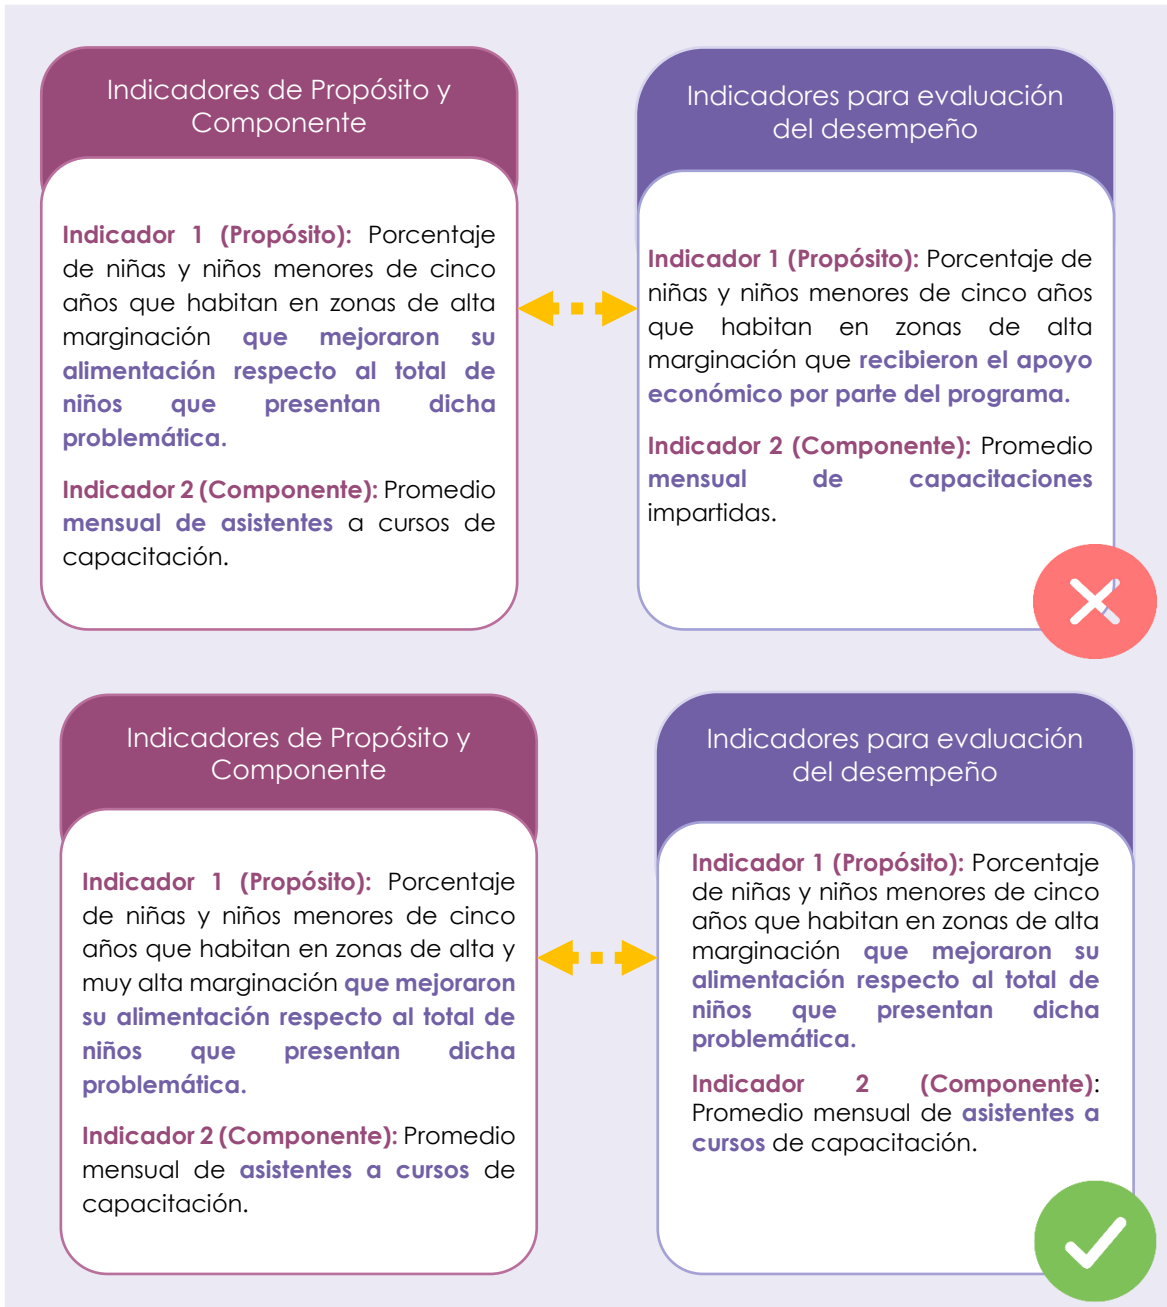 Indicadores de Propósito y
Componente
Indicador 1 (Propósito): Porcentaje
de niñas y niños menores de cinco
años que habitan en zonas de alta
marginación que mejoraron su
alimentación respecto al total de
niños que presentan dicha
problemática.
Indicador 2 (Componente): Promedio
mensual de asistentes a cursos de
capacitación.
Indicadores para evaluación
del desempeño
Indicador 1 (Propósito): Porcentaje de
niñas y niños menores de cinco años
que habitan en zonas de alta
marginación que recibieron el apoyo
económico por parte del programa.
Indicador 2 (Componente): Promedio
mensual de capacitaciones
impartidas.
Indicadores de Propósito y
Componente
Indicador 1 (Propósito): Porcentaje
de niñas y niños menores de cinco
años que habitan en zonas de alta y
muy alta marginación que mejoraron
su alimentación respecto al total de
niños que presentan dicha
problemática.
Indicador 2 (Componente): Promedio
mensual de asistentes a cursos de
capacitación.
Indicadores para evaluación
del desempeño
Indicador 1 (Propósito): Porcentaje
de niñas y niños menores de cinco
años que habitan en zonas de alta
marginación que mejoraron su
alimentación respecto al total de
niños que presentan dicha
problemática.
Indicador 2 (Componente):
Promedio mensual de asistentes a
cursos de capacitación.